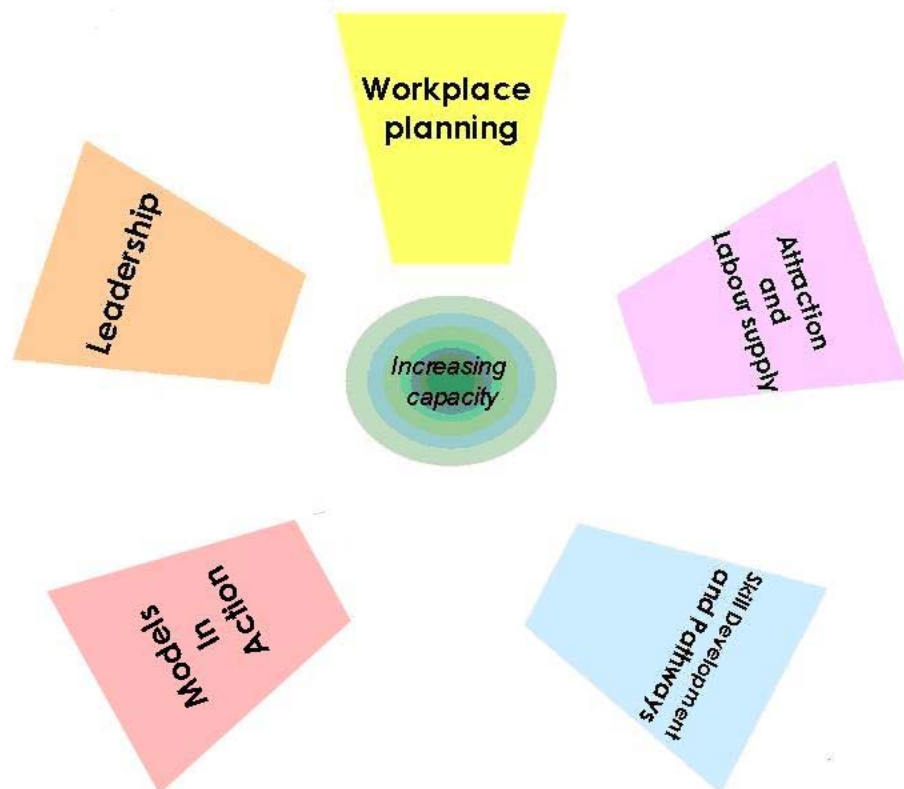 Workplace
planning
Leadership
Attraction
and
Labour supply
Increasing
capacity
Models
In
Action
Skill Development
and Pathways